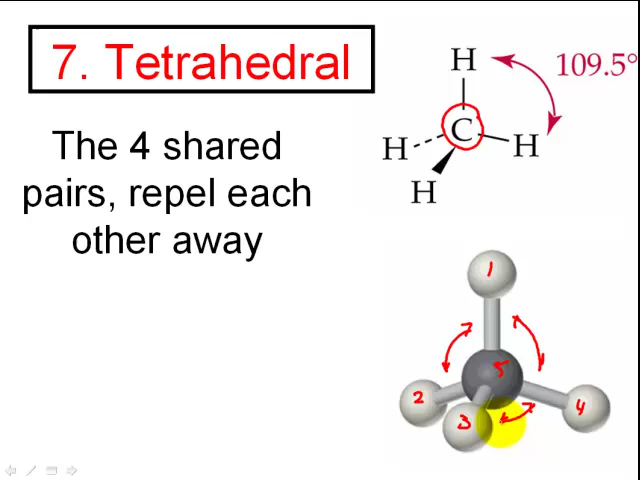 7. Tetrahedral
The 4 shared
pairs, repel each
other away
H
109.5°
C
H
H
H
1
5
2
3
4